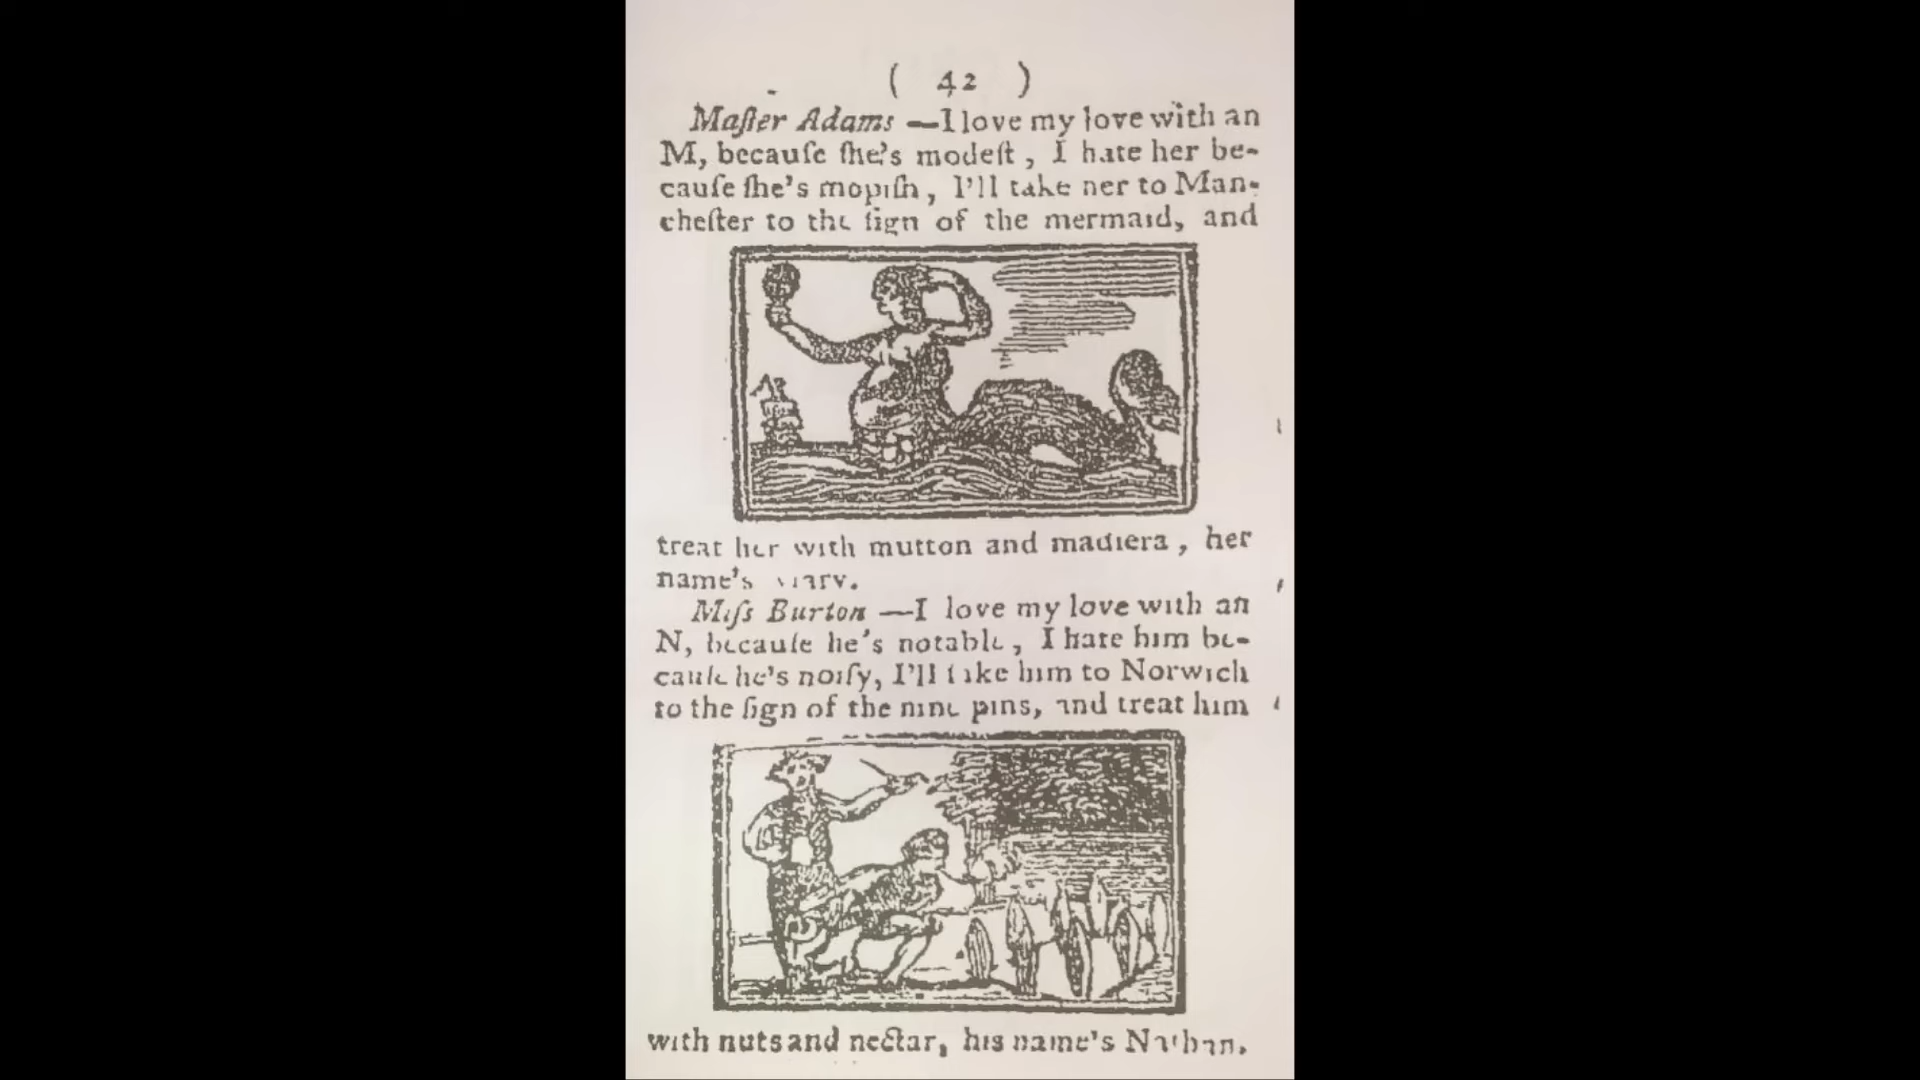 ( 42 )
Maſter Adams —I love my love with an
M, becauſe ſhe's modeſt, I hate her be-
cauſe ſhe's mopiſh, I'll take her to Man-
cheſter to the ſign of the mermaid, and
treat her with mutton and madiera, her
name's
Miſs Burton —I love my love with an
N, becauſe he's notable, I hate him be-
cauſe he's noiſy, I'll take him to Norwich
to the ſign of the nine pins, and treat him
with nuts and nectar, his name's Nathan.